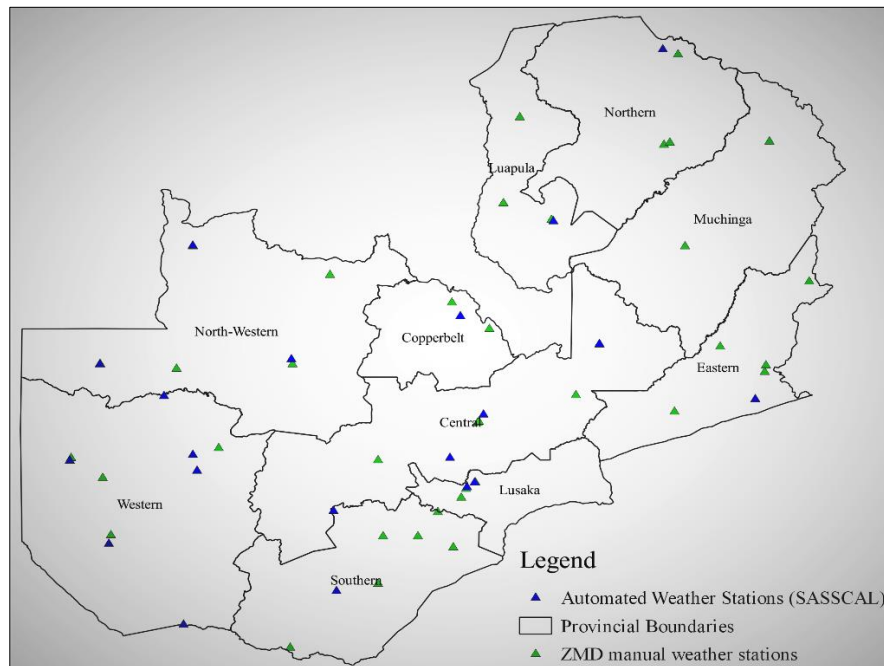 Northern
Luapula
Muchinga
North-Western
Copperbelt
Eastern
Central
Lusaka
Western
Southern
Legend
Automated Weather Stations (SASSCAL)
Provincial Boundaries
ZMD manual weather stations